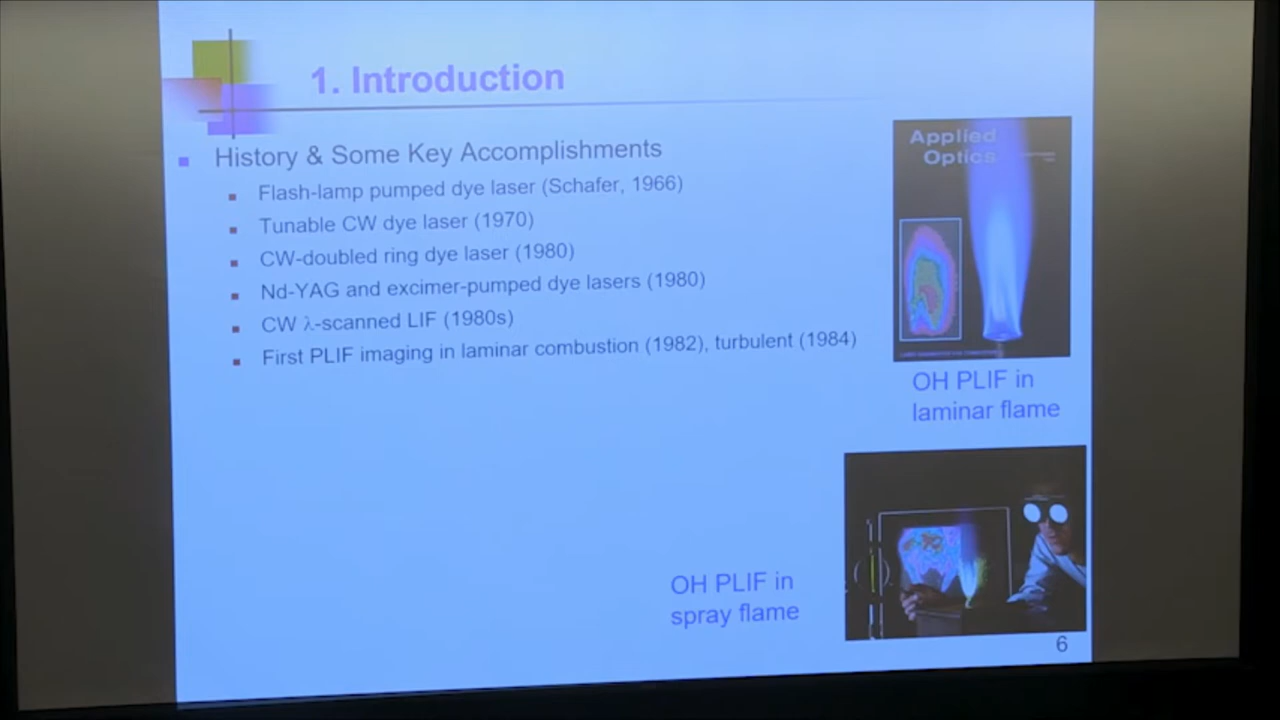 1. Introduction
History & Some Key Accomplishments
Flash-lamp pumped dye laser (Schafer, 1966)
Tunable CW dye laser (1970)
CW-doubled ring dye laser (1980)
Nd-YAG and excimer-pumped dye lasers (1980)
CW λ-scanned LIF (1980s)
First PLIF imaging in laminar combustion (1982), turbulent (1984)
Applied
Optics
OH PLIF in
laminar flame
OH PLIF in
spray flame
6